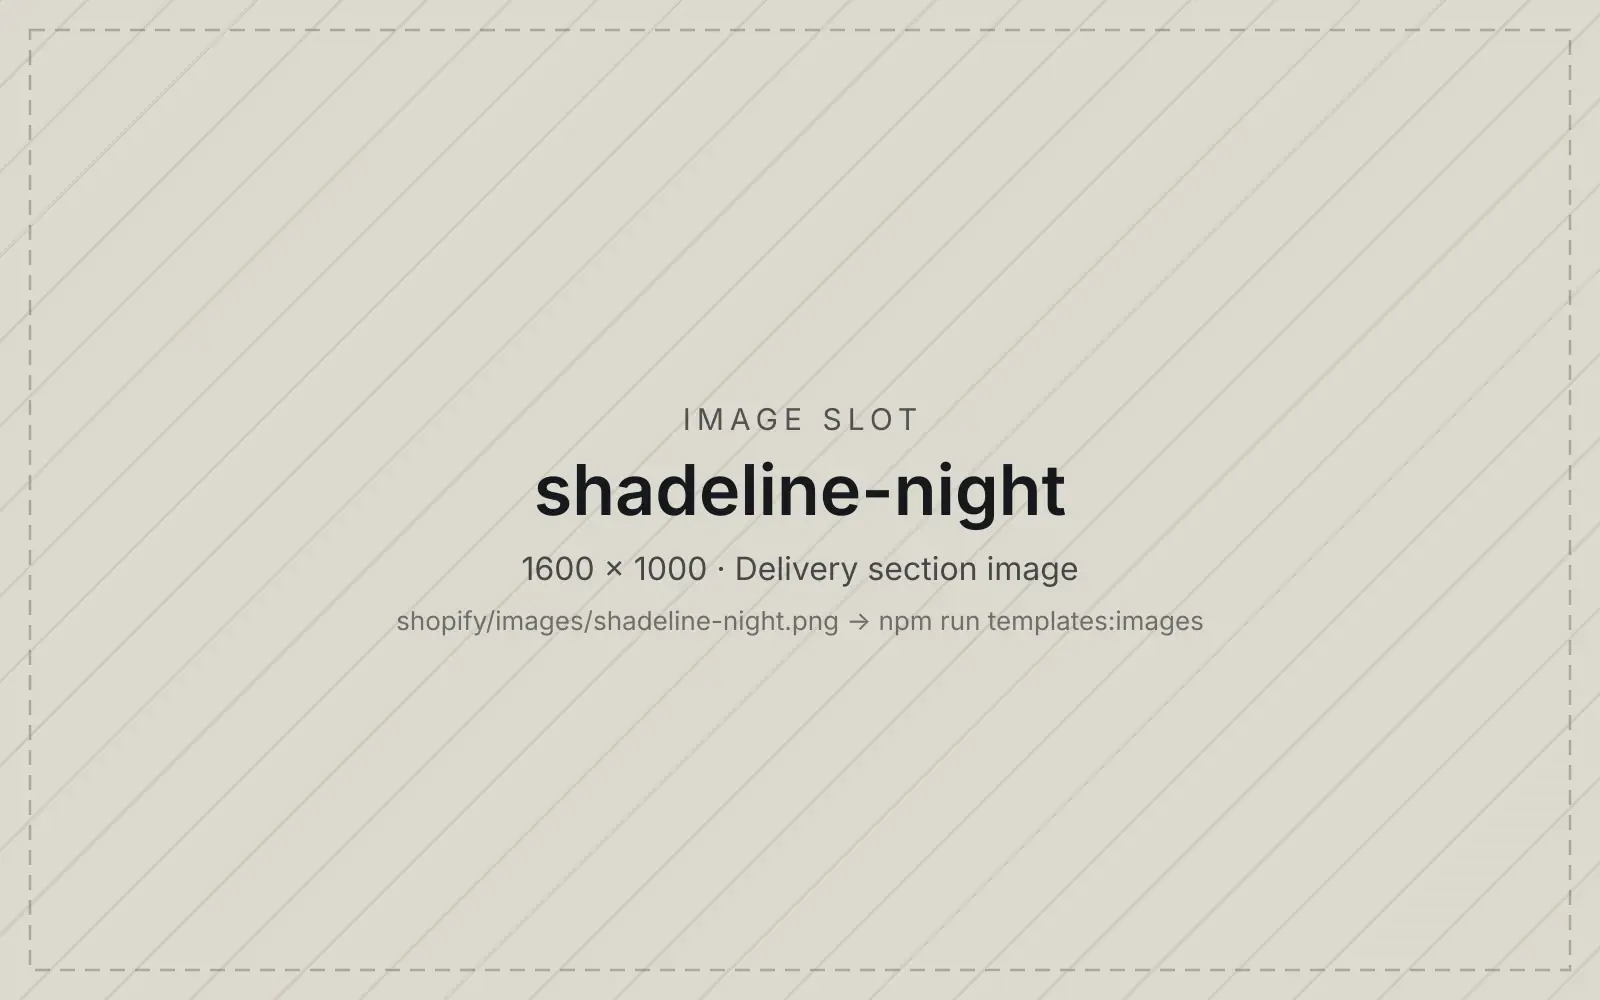 IMAGE SLOT
shadeline-night
1600 × 1000 · Delivery section image
shopify/images/shadeline-night.png → npm run templates:images